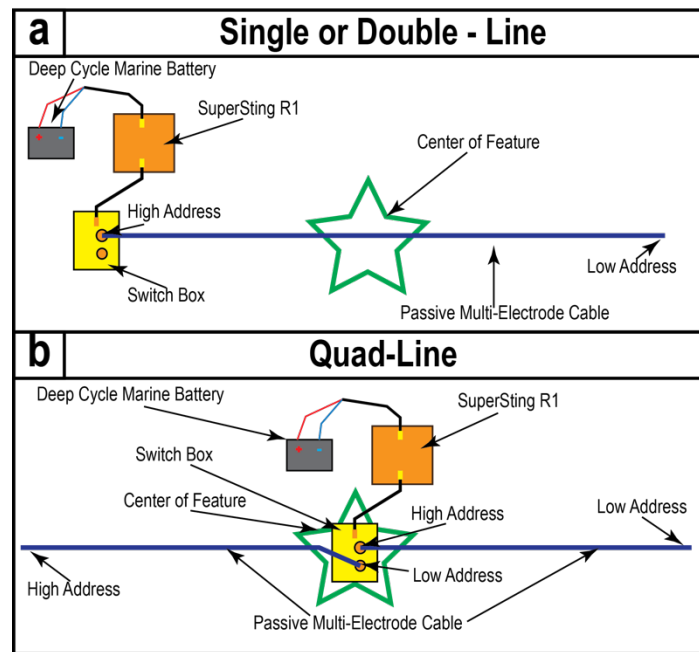 a
Single or Double - Line
Deep Cycle Marine Battery
SuperSting R1
Center of Feature
+ -
High Address
Switch Box
Low Address
Passive Multi-Electrode Cable
b
Quad-Line
Deep Cycle Marine Battery
SuperSting R1
+ -
Switch Box
Center of Feature
High Address
Low Address
High Address
Low Address
Passive Multi-Electrode Cable